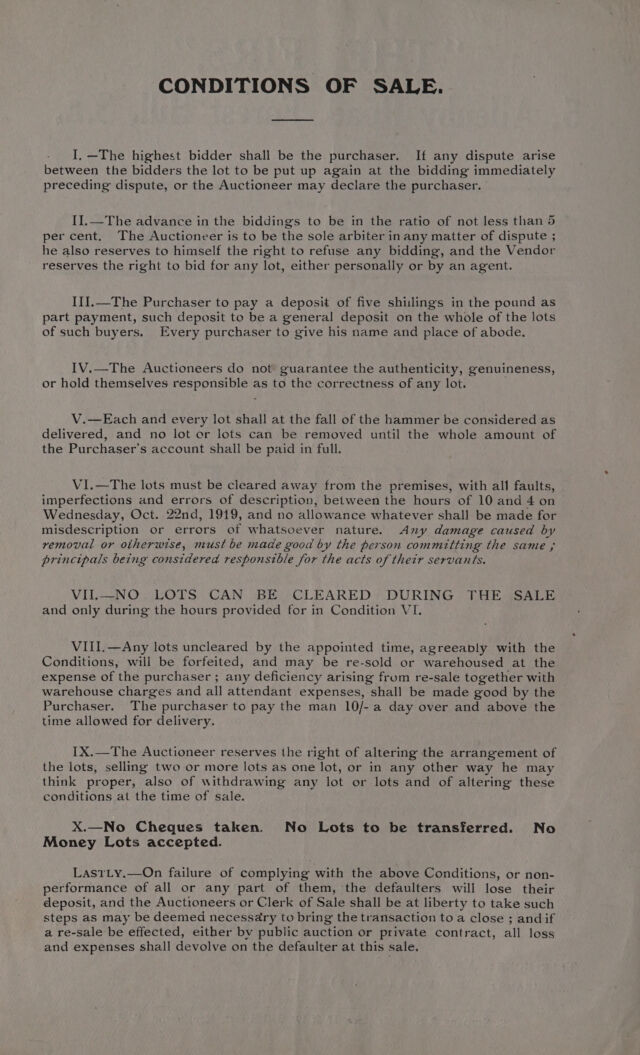 CONDITIONS OF SALE.
I.—The highest bidder shall be the purchaser. If any dispute arise
between the bidders the lot to be put up again at the bidding immediately
preceding dispute, or the Auctioneer may declare the purchaser.
II.—The advance in the biddings to be in the ratio of not less than 5
per cent. The Auctioneer is to be the sole arbiter in any matter of dispute ;
he also reserves to himself the right to refuse any bidding, and the Vendor
reserves the right to bid for any lot, either personally or by an agent.
III.—The Purchaser to pay a deposit of five shillings in the pound as
part payment, such deposit to be a general deposit on the whole of the lots
of such buyers. Every purchaser to give his name and place of abode.
IV.—The Auctioneers do not guarantee the authenticity, genuineness,
or hold themselves responsible as to the correctness of any lot.
V.—Each and every lot shall at the fall of the hammer be considered as
delivered, and no lot or lots can be removed until the whole amount of
the Purchaser's account shall be paid in full.
VI.—The lots must be cleared away from the premises, with all faults,
imperfections and errors of description, between the hours of 10 and 4 on
Wednesday, Oct. 22nd, 1919, and no allowance whatever shall be made for
misdescription or errors of whatsoever nature. Any damage caused by
removal or otherwise, must be made good by the person committing the same ;
principals being considered responsible for the acts of their servants.
VII.—NO LOTS CAN BE CLEARED DURING THE SALE
and only during the hours provided for in Condition VI.
VIII.—Any lots uncleared by the appointed time, agreeably with the
Conditions, will be forfeited, and may be re-sold or warehoused at the
expense of the purchaser ; any deficiency arising from re-sale together with
warehouse charges and all attendant expenses, shall be made good by the
Purchaser. The purchaser to pay the man 10/- a day over and above the
time allowed for delivery.
IX.—The Auctioneer reserves the right of altering the arrangement of
the lots, selling two or more lots as one lot, or in any other way he may
think proper, also of withdrawing any lot or lots and of altering these
conditions at the time of sale.
X.—No Cheques taken. No Lots to be transferred. No
Money Lots accepted.
LASTLY.—On failure of complying with the above Conditions, or non-
performance of all or any part of them, the defaulters will lose their
deposit, and the Auctioneers or Clerk of Sale shall be at liberty to take such
steps as may be deemed necessary to bring the transaction to a close ; and if
a re-sale be effected, either by public auction or private contract, all loss
and expenses shall devolve on the defaulter at this sale.